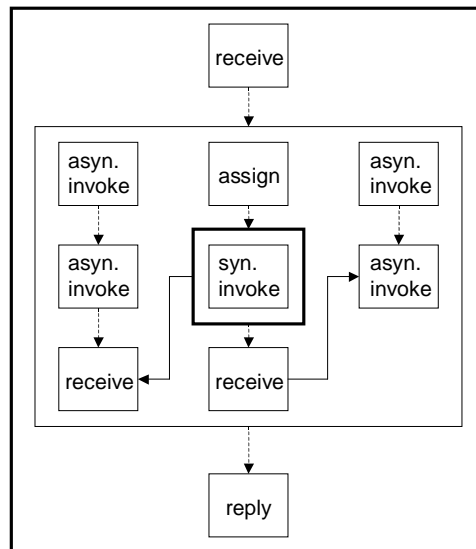 receive
asyn.
invoke
assign
asyn.
invoke
asyn.
invoke
syn.
invoke
asyn.
invoke
receive
receive
reply